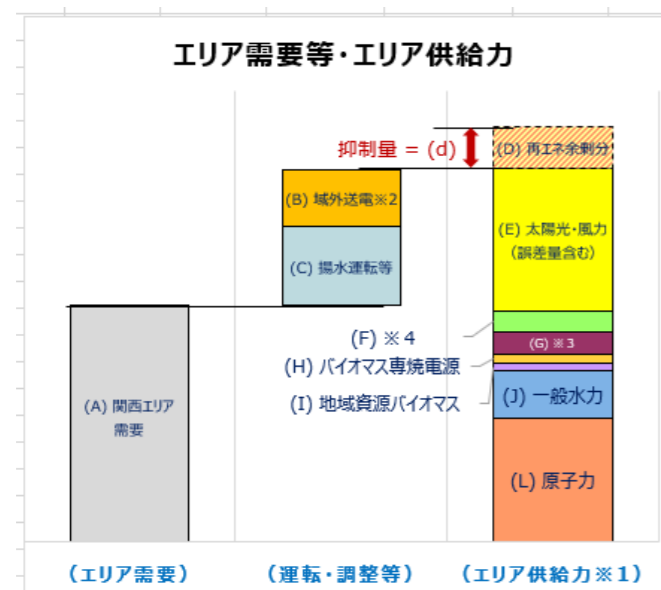 エリア需要等・エリア供給力
抑制量 = (d)
(D) 再エネ余剰分
(B) 域外送電※2
(E) 太陽光・風力
(誤差量含む)
(C) 揚水運転等
(F) ※4
(G) ※3
(H) バイオマス専焼電源
(I) 地域資源バイオマス
(J) 一般水力
(A) 関西エリア
需要
(L) 原子力
(エリア需要)
(運転・調整等)
(エリア供給力※1)